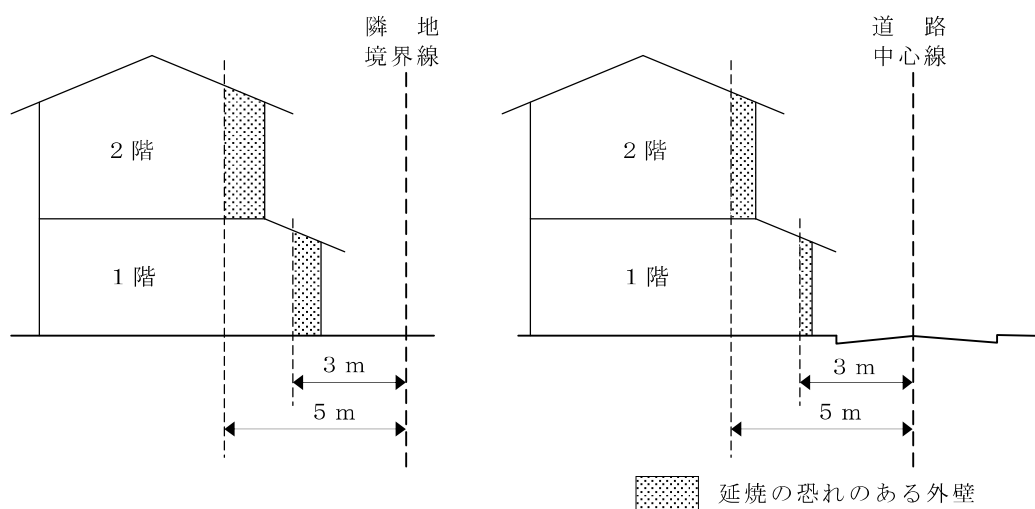 隣 地
境界線
2 階
1 階
3 m
5 m
道 路
中心線
2 階
1 階
3 m
5 m
延焼の恐れのある外壁